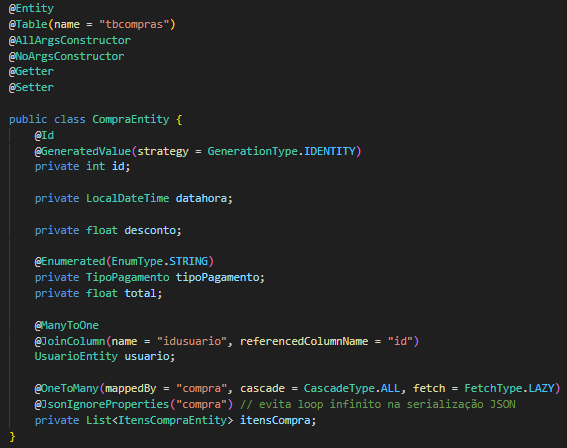 @Entity
@Table(name = "tbcompras")
@AllArgsConstructor
@NoArgsConstructor
@Getter
@Setter
public class CompraEntity {
@Id
@GeneratedValue(strategy = GenerationType.IDENTITY)
private int id;
private LocalDateTime datahora;
private float desconto;
@Enumerated(EnumType.STRING)
private TipoPagamento tipoPagamento;
private float total;
@ManyToOne
@JoinColumn(name = "idusuario", referencedColumnName = "id")
UsuarioEntity usuario;
@OneToMany(mappedBy = "compra", cascade = CascadeType.ALL, fetch = FetchType.LAZY)
@JsonIgnoreProperties("compra") // evita loop infinito na serialização JSON
private List<ItensCompraEntity> itensCompra;
}